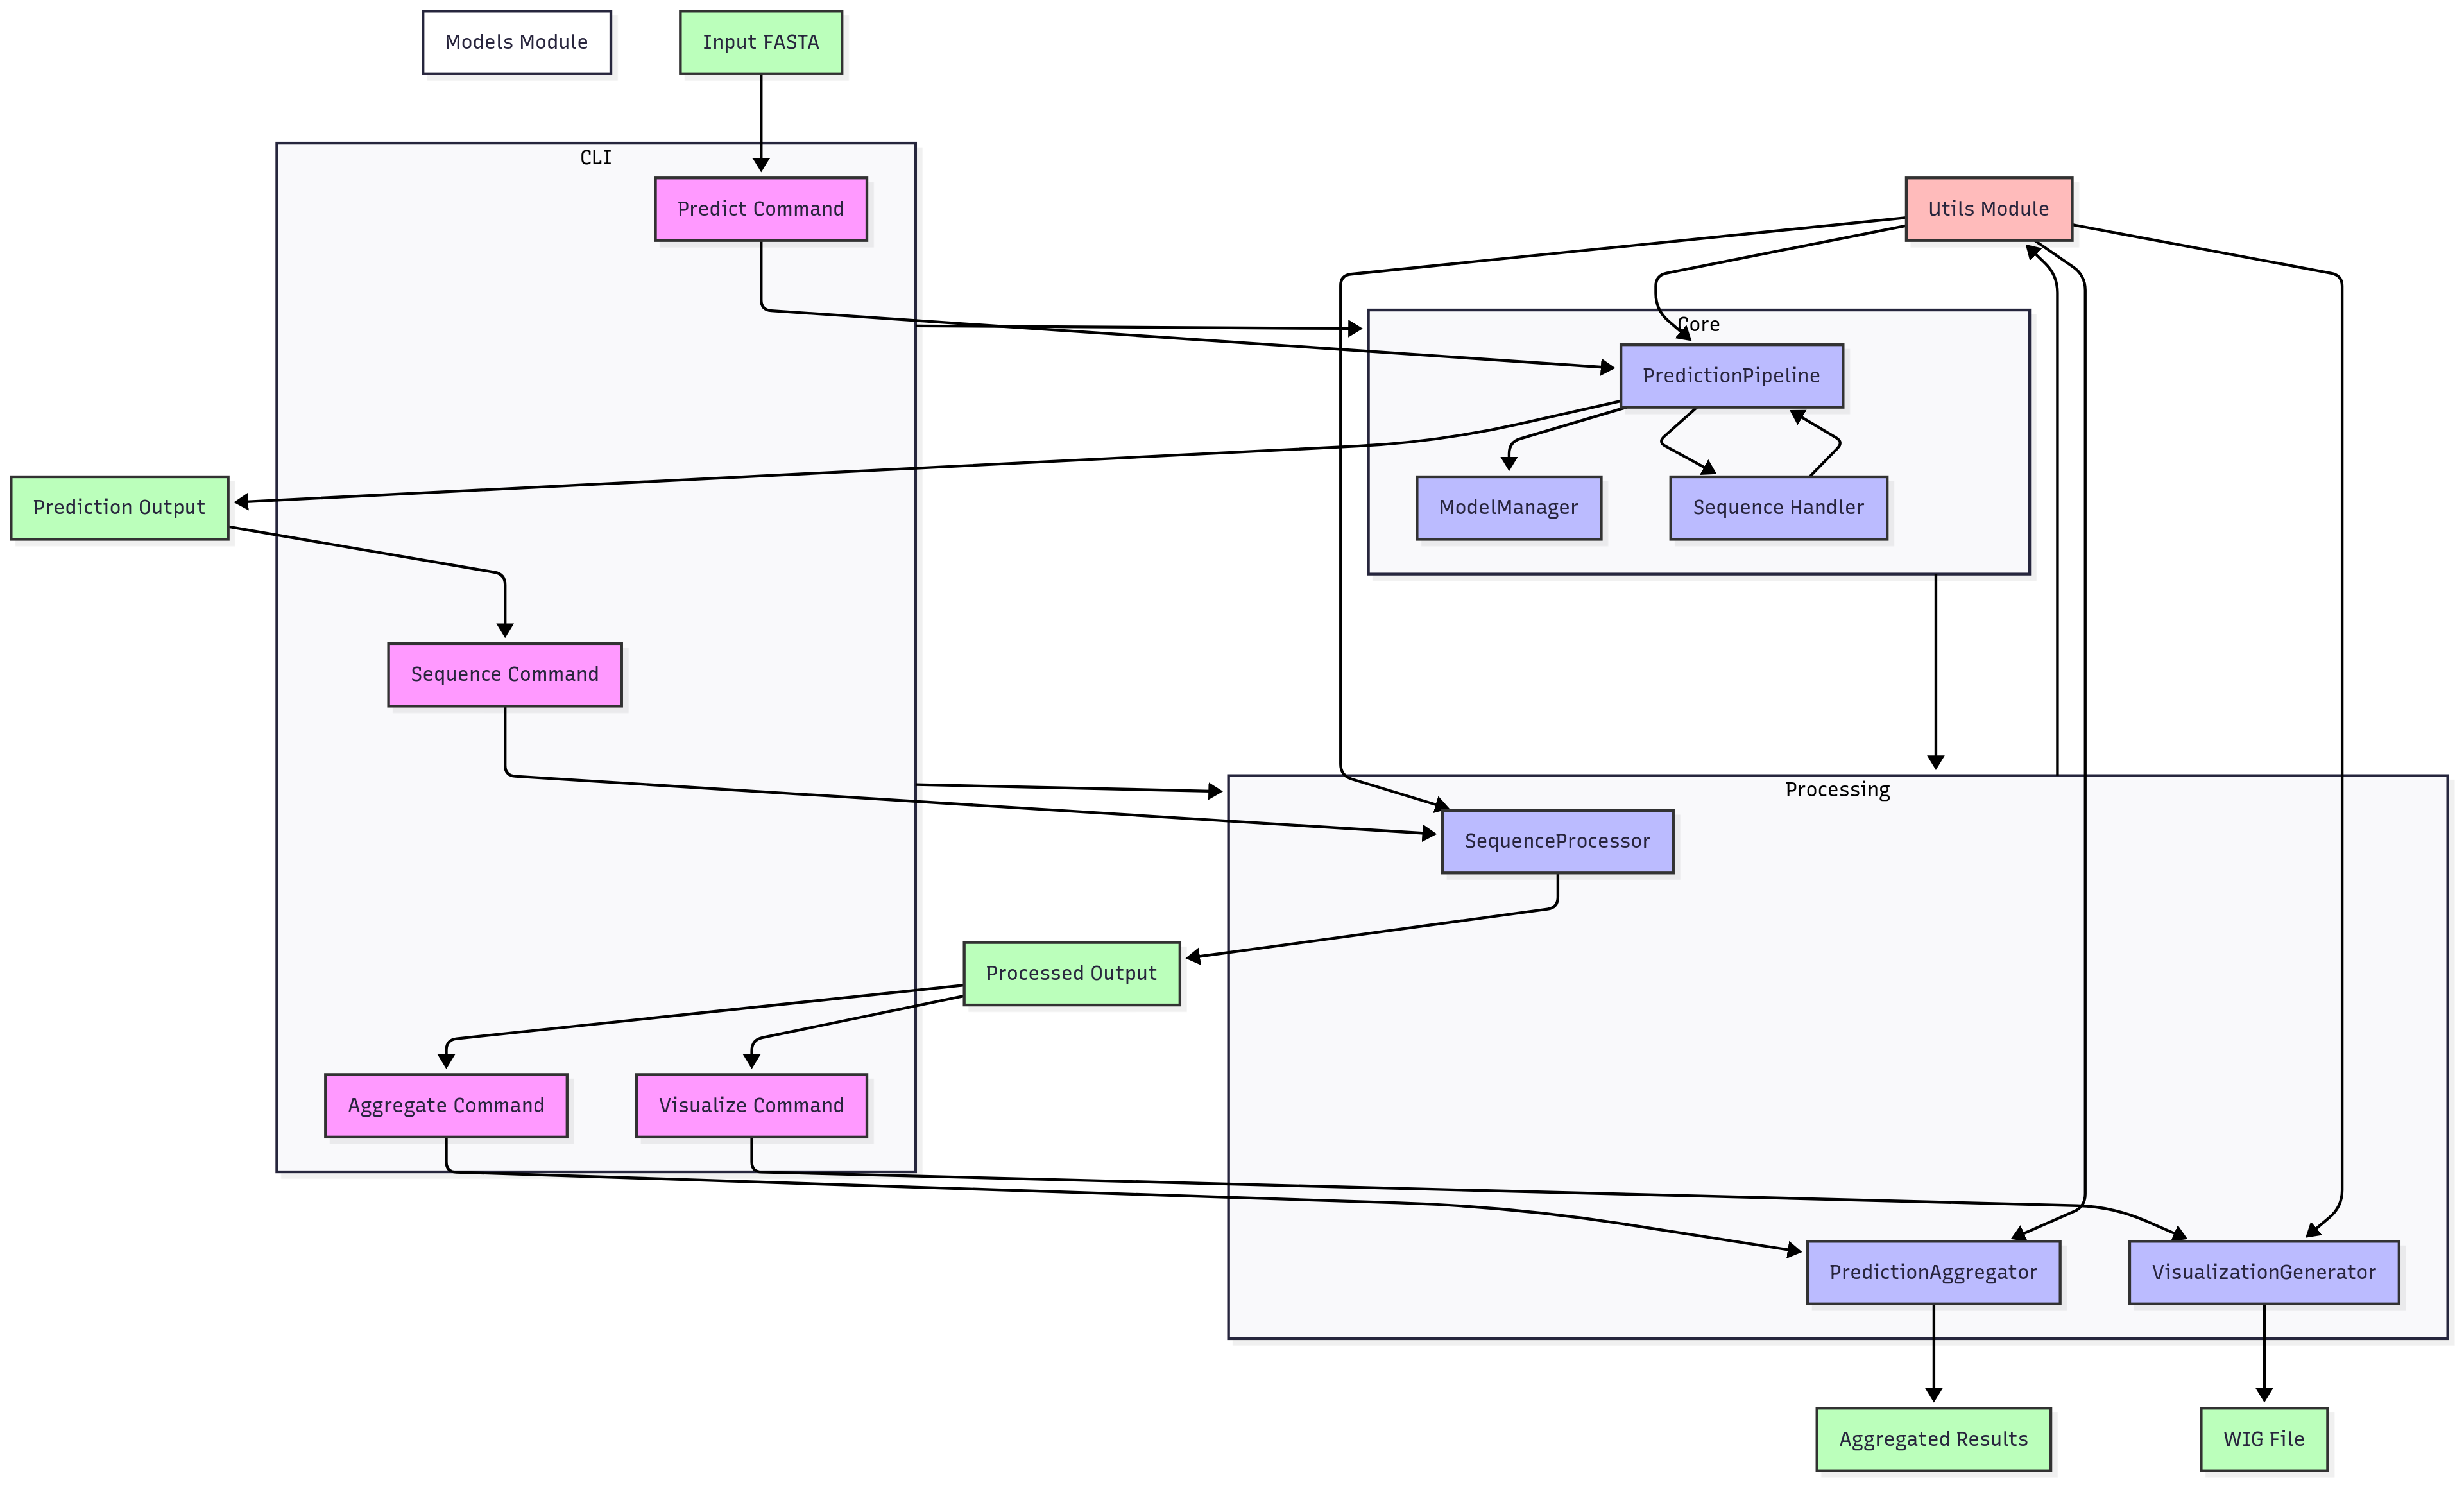 Models Module
Input FASTA
CLI
Predict Command
Utils Module
Core
PredictionPipeline
Prediction Output
ModelManager
Sequence Handler
Sequence Command
Processing
SequenceProcessor
Processed Output
Aggregate Command
Visualize Command
PredictionAggregator
VisualizationGenerator
Aggregated Results
WIG File